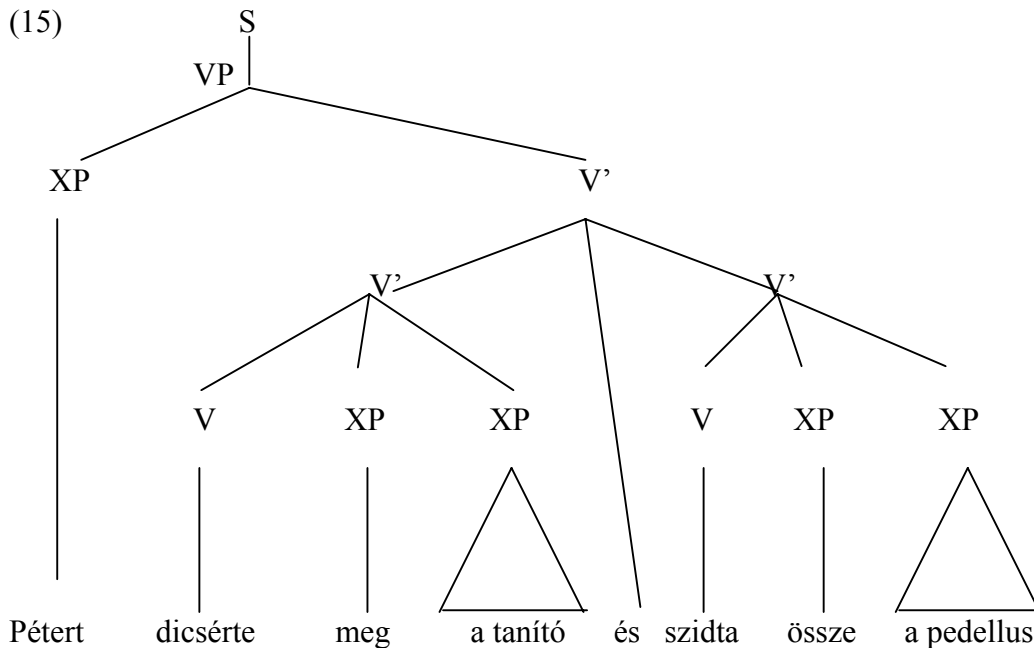 (15) S
VP
XP V’
V’ V’
V XP XP V XP XP
Pétert dicsérte meg a tanító és szidta össze a pedellus